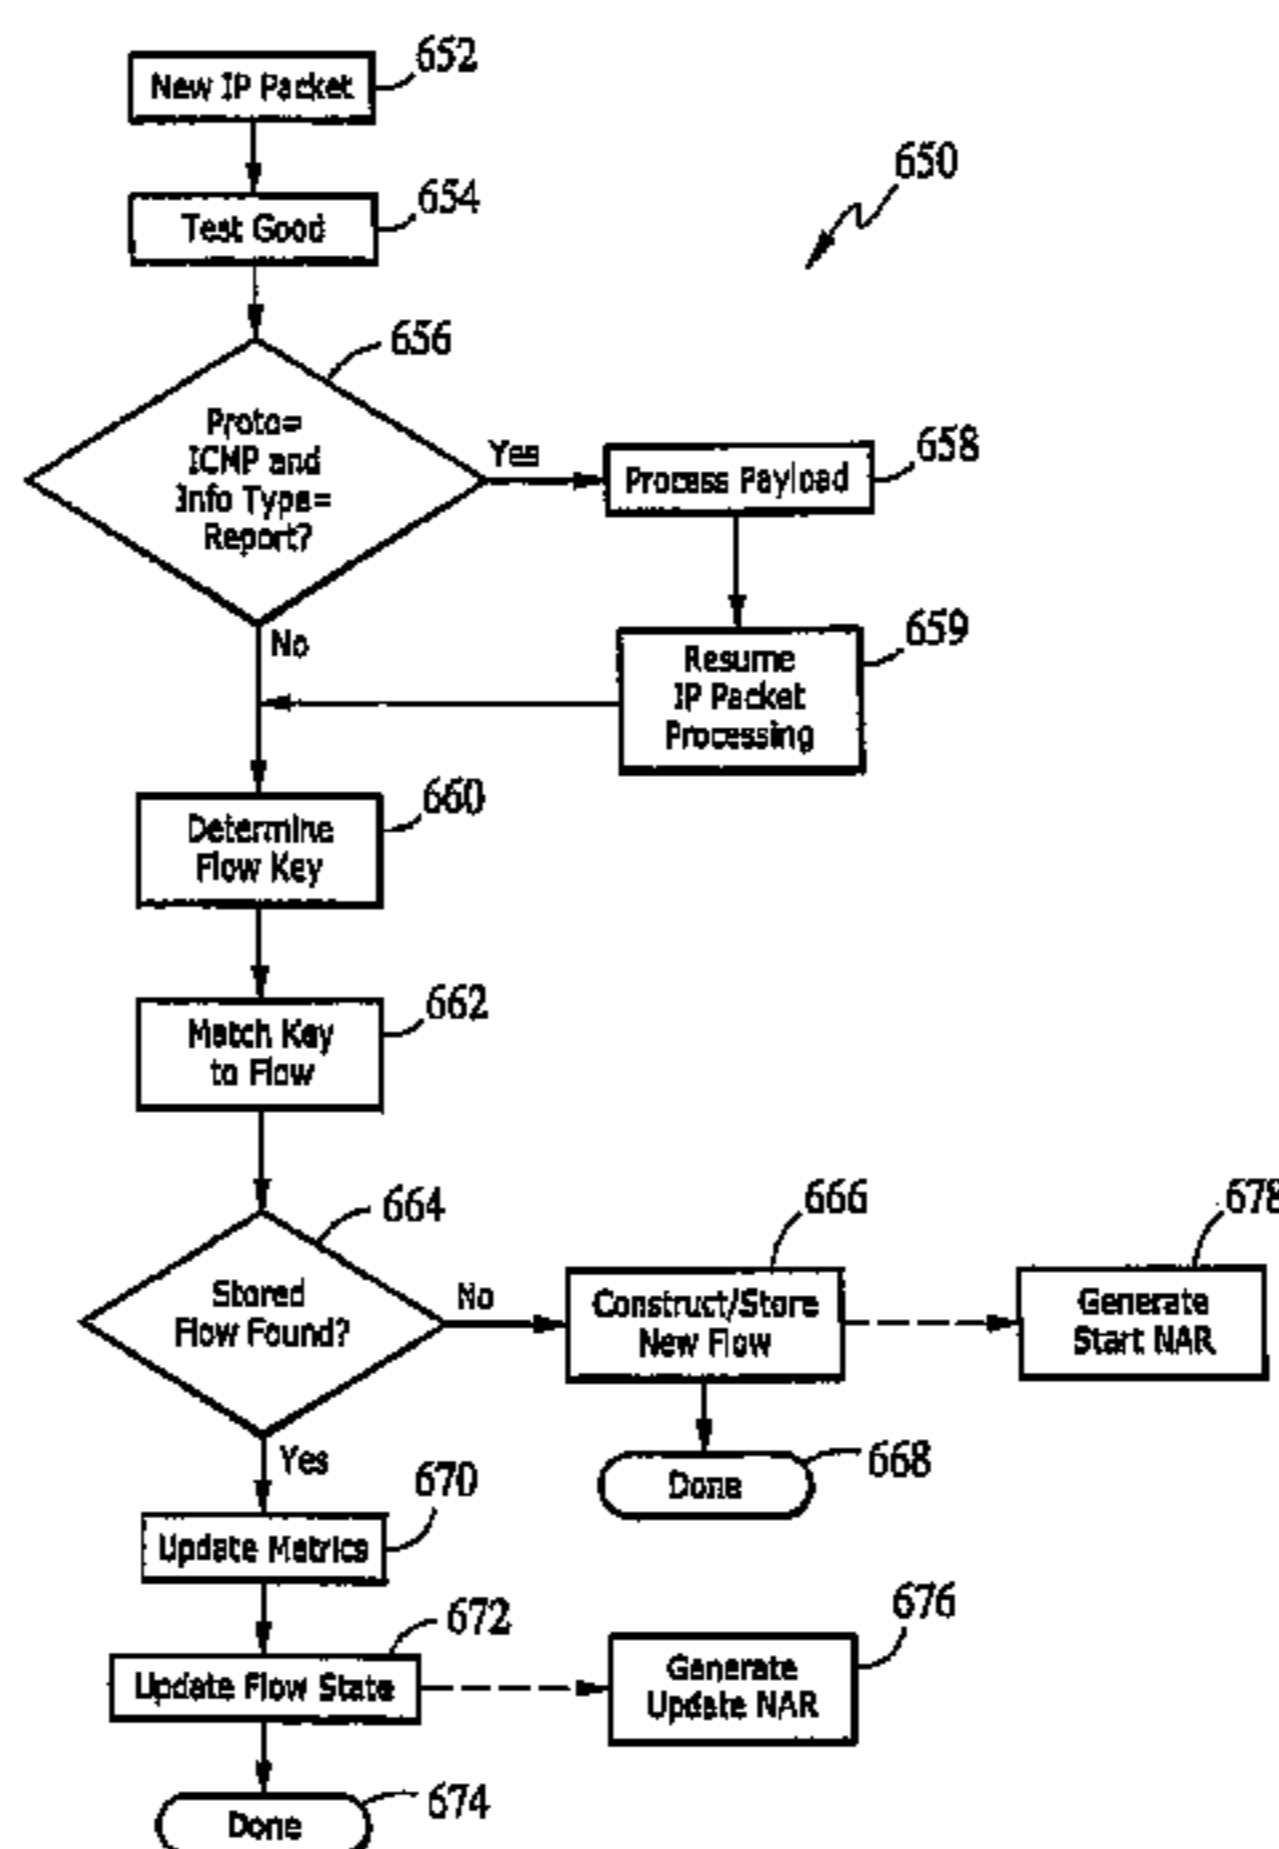 652
New IP Packet
650
654
Test Good
656
Proto=
ICMP and
Info Type=
Report?
Yes
658
Process Payload
No
659
Resume
IP Packet
Processing
660
Determine
Flow Key
662
Match Key
to Flow
664
Stored
Flow Found?
No
666
Construct/Store
New Flow
678
Generate
Start NAR
Yes
668
Done
670
Update Metrics
672
Update Flow State
676
Generate
Update NAR
674
Done